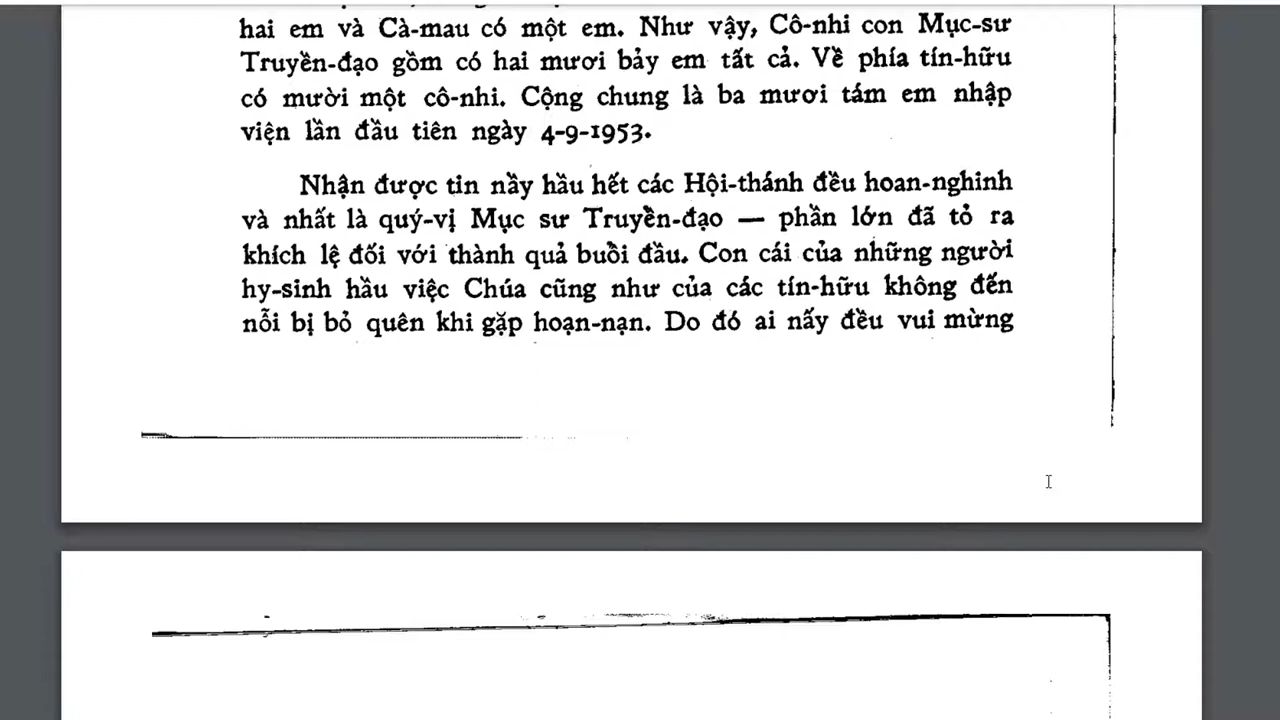 hai em và Cà-mau có một em. Như vậy, Cô-nhi con Mục-sư
Truyền-đạo gồm có hai mươi bảy em tất cả. Về phía tín-hữu
có mười một cô-nhi. Cộng chung là ba mươi tám em nhập
viện lần đầu tiên ngày 4-9-1953.
Nhận được tin nầy hầu hết các Hội-thánh đều hoan-nghinh
và nhất là quý-vị Mục sư Truyền-đạo — phần lớn đã tỏ ra
khích lệ đối với thành quả buổi đầu. Con cái của những người
hy-sinh hầu việc Chúa cũng như của các tín-hữu không đến
nỗi bị bỏ quên khi gặp hoạn-nạn. Do đó ai nấy đều vui mừng